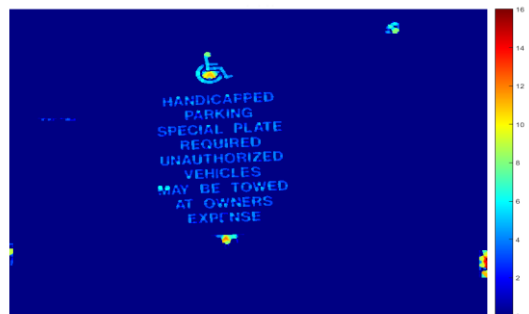 HANDICAPPED
PARKING
SPECIAL PLATE
REQUIRED
UNAUTHORIZED
VEHICLES
MAY BE TOWED
AT OWNERS
EXPENSE
16
14
12
10
8
6
4
2